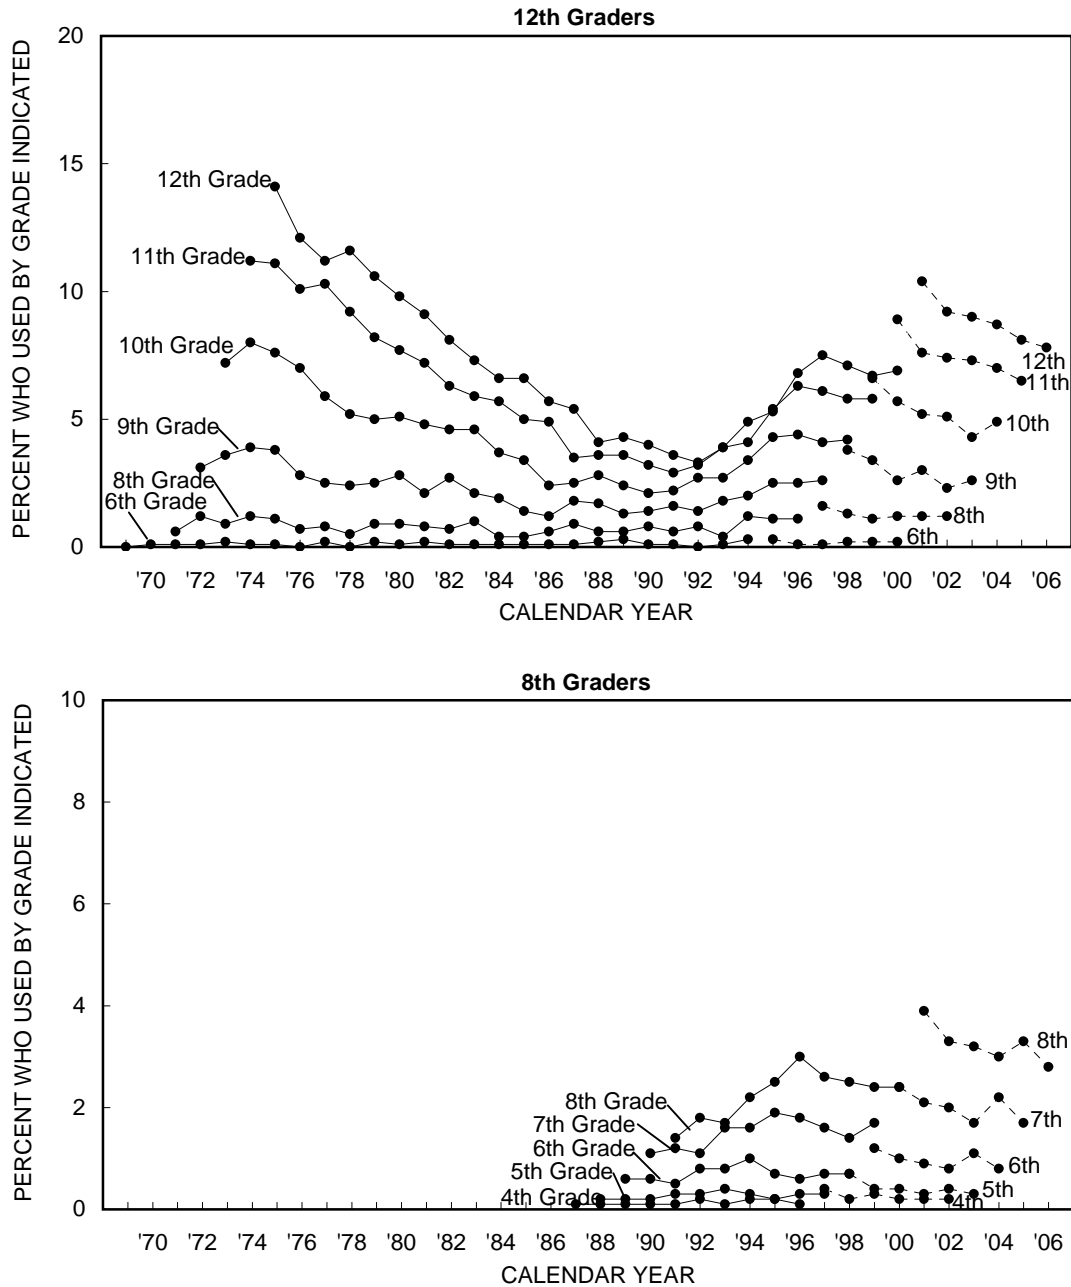 12th Graders
PERCENT WHO USED BY GRADE INDICATED
20
15
10
5
0
12th Grade
11th Grade
10th Grade
9th Grade
8th Grade
6th Grade
12th
11th
10th
9th
8th
6th
'70 '72 '74 '76 '78 '80 '82 '84 '86 '88 '90 '92 '94 '96 '98 '00 '02 '04 '06
CALENDAR YEAR
8th Graders
PERCENT WHO USED BY GRADE INDICATED
10
8
6
4
2
0
8th Grade
7th Grade
6th Grade
5th Grade
4th Grade
8th
7th
6th
5th
4th
'70 '72 '74 '76 '78 '80 '82 '84 '86 '88 '90 '92 '94 '96 '98 '00 '02 '04 '06
CALENDAR YEAR